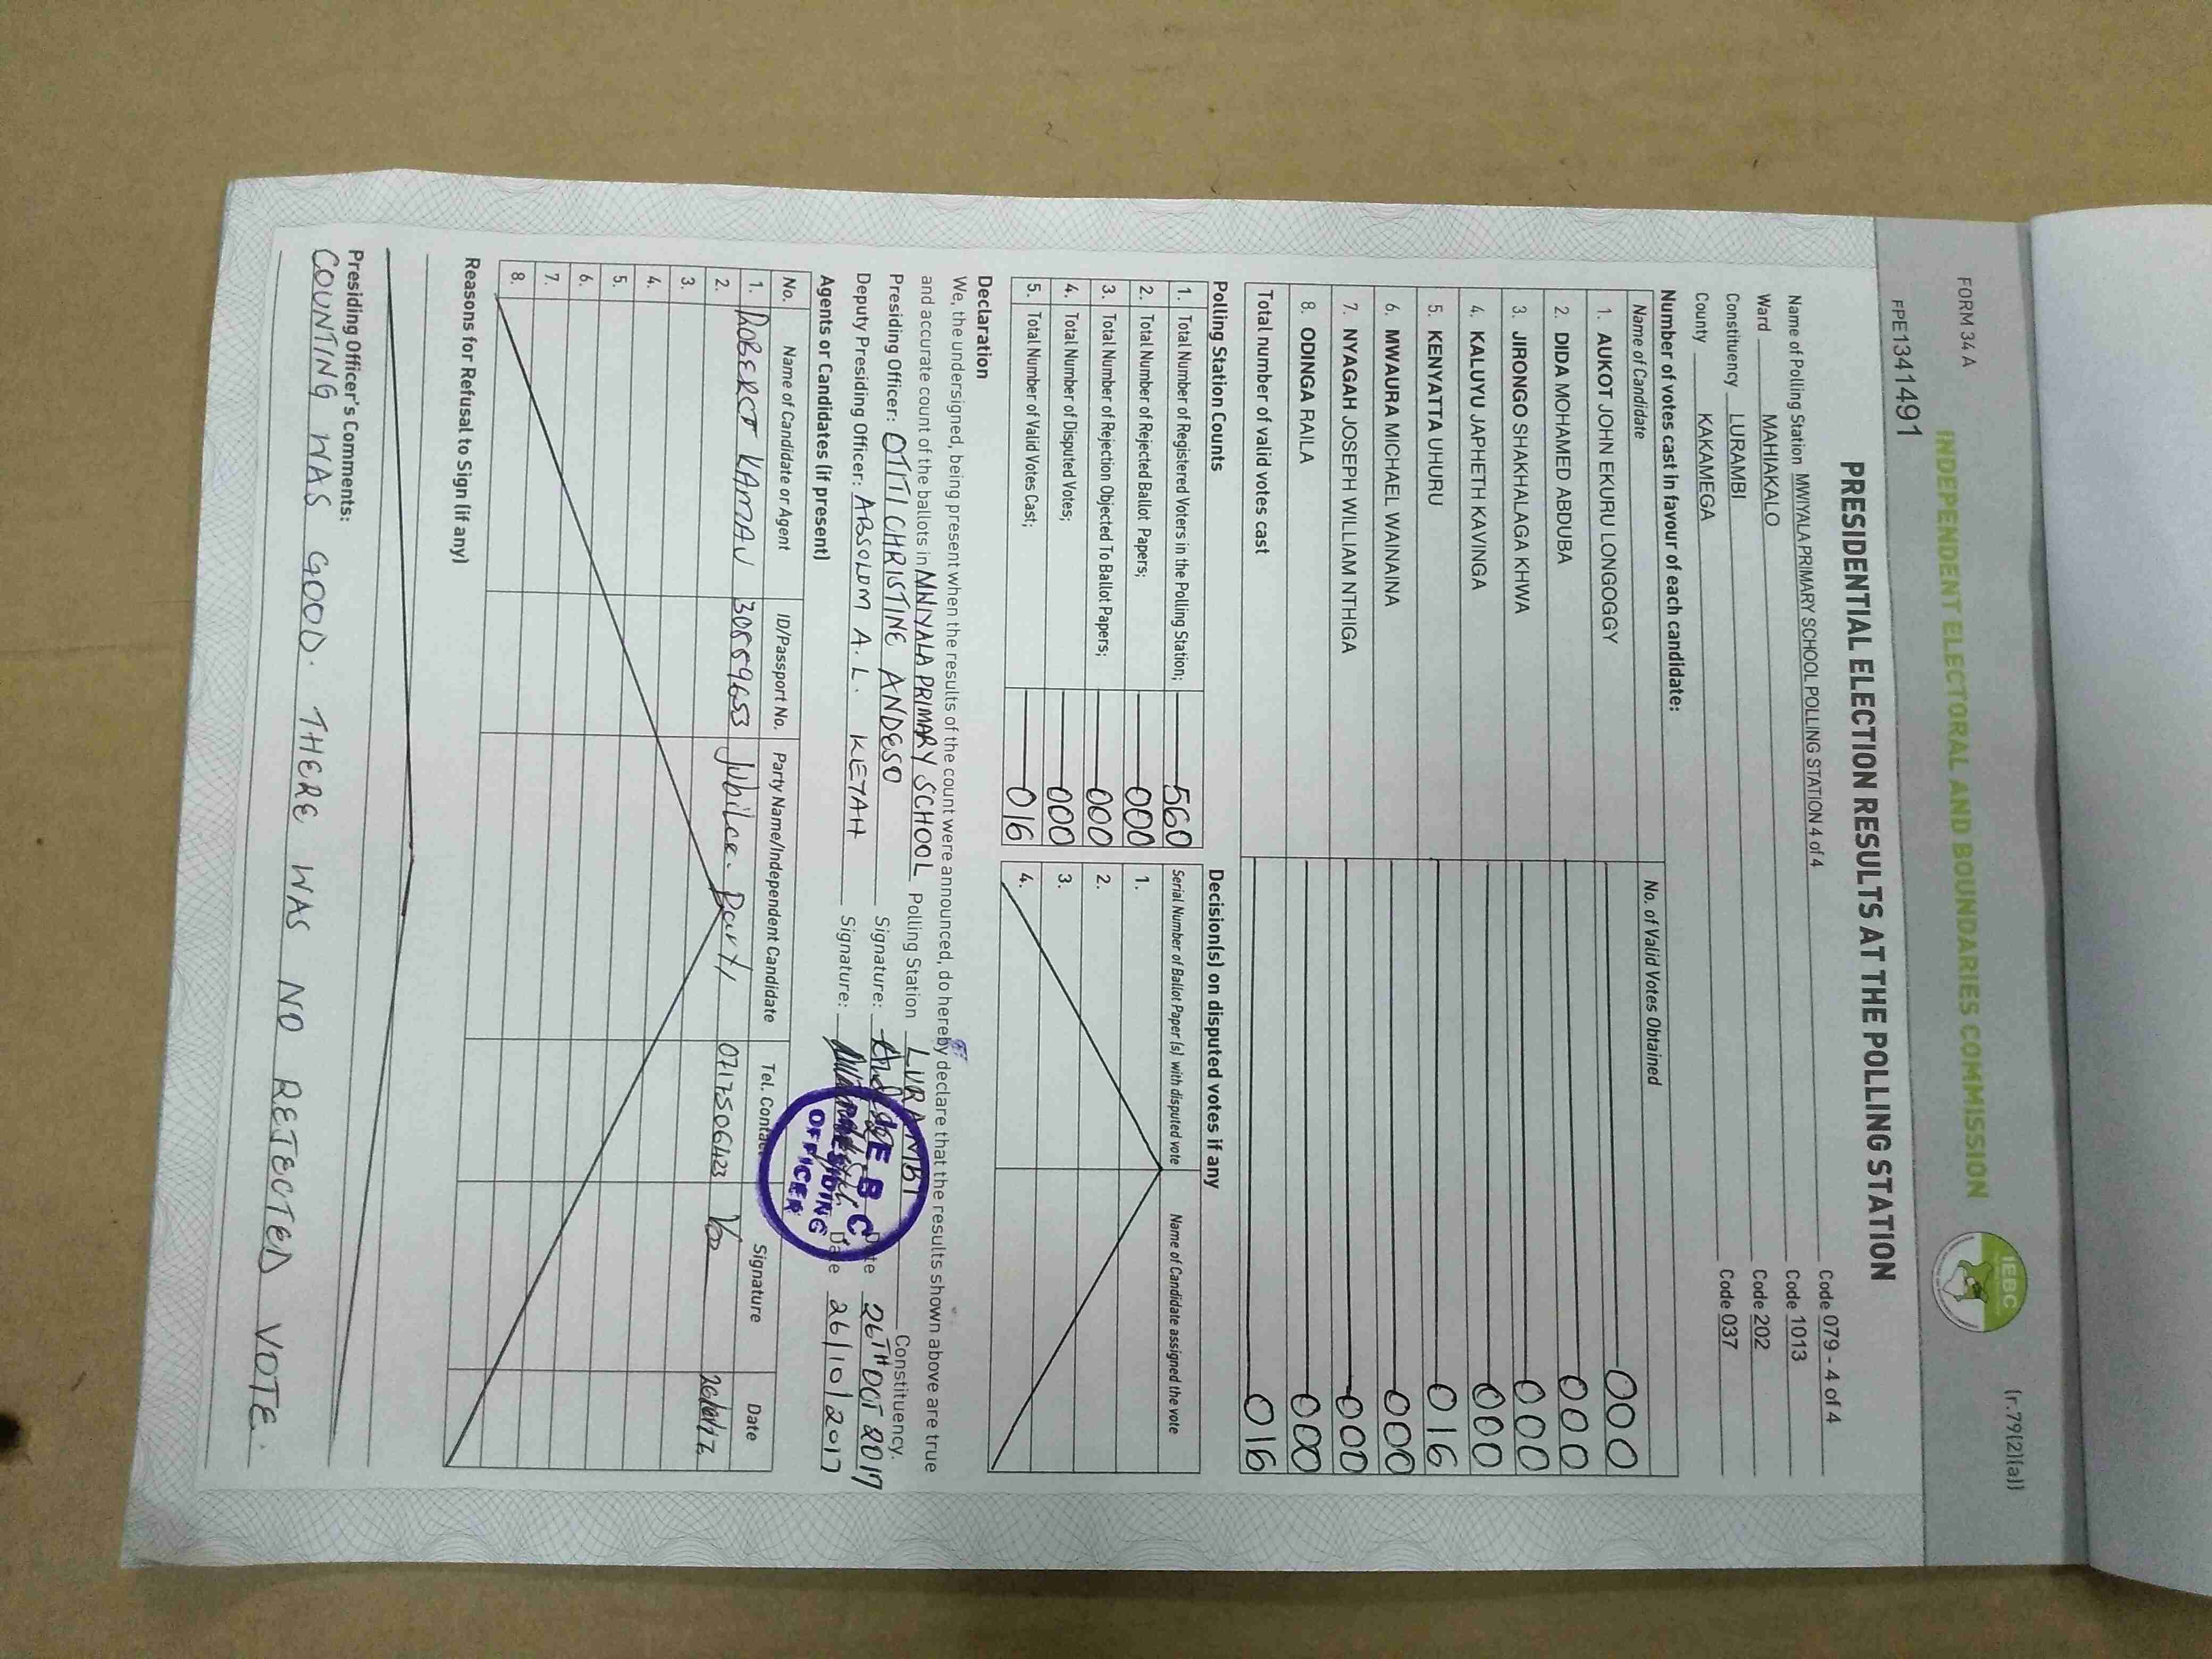 FORM 34 A
(r.79(2)(a))
INDEPENDENT ELECTORAL AND BOUNDARIES COMMISSION
IEBC
FPE1341491
PRESIDENTIAL ELECTION RESULTS AT THE POLLING STATION
Name of Polling Station MWIYALA PRIMARY SCHOOL POLLING STATION 4 of 4 Code 079 - 4 of 4
Ward MAHIAKALO Code 1013
Constituency LURAMBI Code 202
County KAKAMEGA Code 037
Number of votes cast in favour of each candidate:
Name of Candidate No. of Valid Votes Obtained
1. AUKOT JOHN EKURU LONGOGGY 000
2. DIDA MOHAMED ABDUBA 000
3. JIRONGO SHAKHALAGA KHWA 000
4. KALUYU JAPHETH KAVINGA 000
5. KENYATTA UHURU 016
6. MWAURA MICHAEL WAINAINA 000
7. NYAGAH JOSEPH WILLIAM NTHIGA 000
8. ODINGA RAILA 000
Total number of valid votes cast 016
Polling Station Counts
1. Total Number of Registered Voters in the Polling Station; 560
2. Total Number of Rejected Ballot Papers; 000
3. Total Number of Rejection Objected To Ballot Papers; 000
4. Total Number of Disputed Votes; 000
5. Total Number of Valid Votes Cast; 016
Decision(s) on disputed votes if any
Serial Number of Ballot Paper (s) with disputed vote Name of Candidate assigned the vote
1.
2.
3.
4.
Declaration
We, the undersigned, being present when the results of the count were announced, do hereby declare that the results shown above are true
and accurate count of the ballots in MWIYALA PRIMARY SCHOOL Polling Station LURAMBI Constituency.
Presiding Officer: OTITI CHRISTINE ANDESO Signature: Date 26TH OCT 2017
Deputy Presiding Officer: ABSOLOM A. L. KETAH Signature: Date 26/10/2017
IEBC
PRESIDING
OFFICER
Agents or Candidates (if present)
No. Name of Candidate or Agent ID/Passport No. Party Name/Independent Candidate Tel. Contact Signature Date
1. ROBERT KAMAU 30859653 Jubilee Party 0717506423 26/10/17
2.
3.
4.
5.
6.
7.
8.
Reasons for Refusal to Sign (if any)
Presiding Officer's Comments:
COUNTING WAS GOOD. THERE WAS NO REJECTED VOTE.